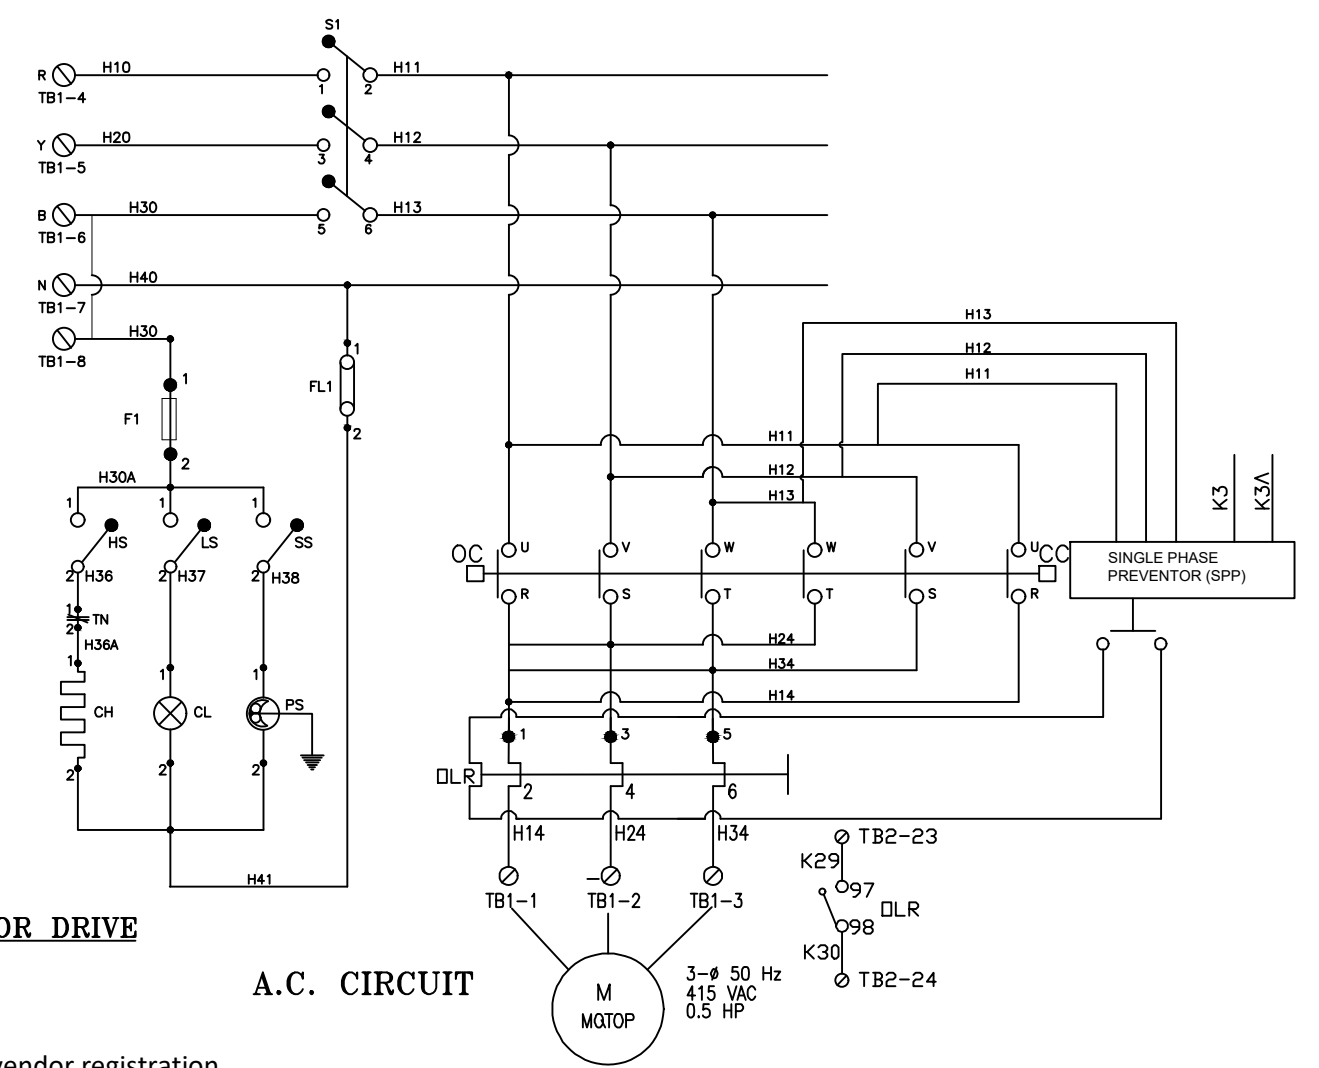 S1
R H10 H11
TB1-4 1 2
Y H20 H12
TB1-5 3 4
B H30 H13
TB1-6 5 6
N H40
TB1-7
H30
TB1-8
H13
H12
H11
1
FL1
2
1
F1
2
H30A
1 1 1
HS LS SS
2 H36 2 H37 2 H38
1
TN
2
H36A
1 1 1
CH CL PS
2 2 2
H41
H11
H12
H13
K3 K3A
OC U V W W V U CC
R S T T S R
SINGLE PHASE
PREVENTOR (SPP)
H24
H34
H14
1 3 5
OLR
2 4 6
H14 H24 H34
TB1-1 TB1-2 TB1-3
TB2-23
K29
97
OLR
98
K30
TB2-24
OR DRIVE
A.C. CIRCUIT
M
MOTOR
3-ø 50 Hz
415 VAC
0.5 HP
vendor registration